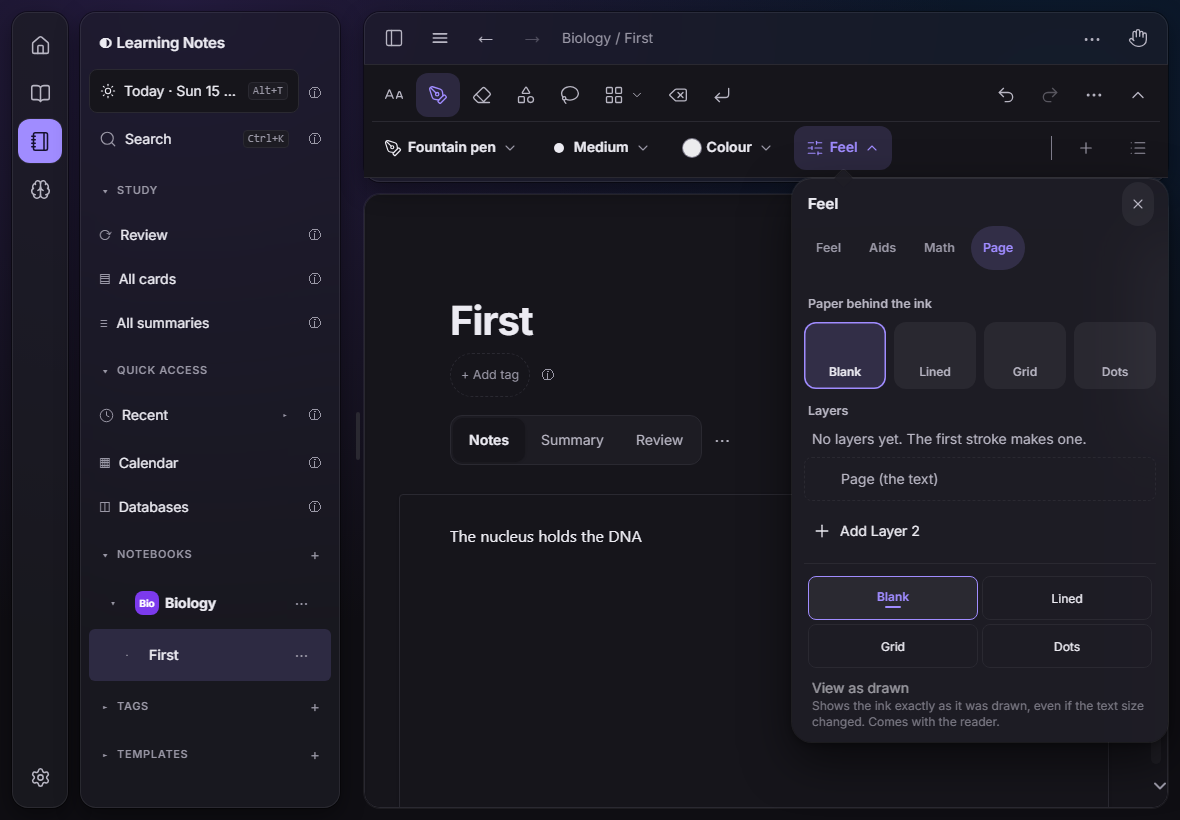 Learning Notes
Today · Sun 15 ... Alt+T
Search Ctrl+K
STUDY
Review
All cards
All summaries
QUICK ACCESS
Recent
Calendar
Databases
NOTEBOOKS
Bio Biology
First
TAGS
TEMPLATES
Biology / First
AA
Fountain pen
Medium
Colour
Feel
First
+ Add tag
Notes Summary Review
The nucleus holds the DNA
Feel
Feel Aids Math Page
Paper behind the ink
Blank Lined Grid Dots
Layers
No layers yet. The first stroke makes one.
Page (the text)
Add Layer 2
Blank Lined
Grid Dots
View as drawn
Shows the ink exactly as it was drawn, even if the text size
changed. Comes with the reader.